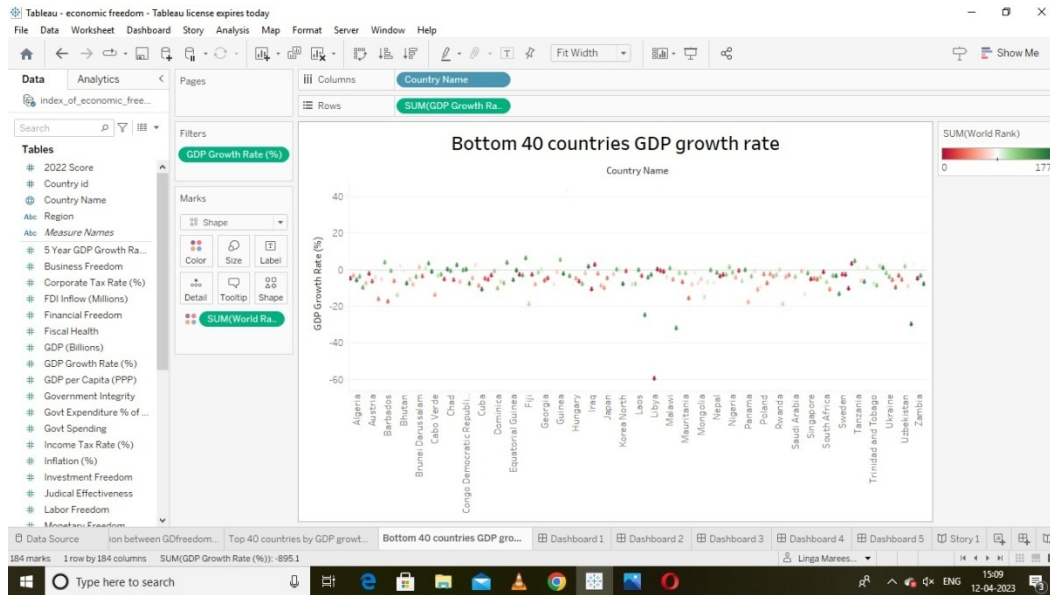 Tableau - economic freedom - Tableau license expires today
File Data Worksheet Dashboard Story Analysis Map Format Server Window Help
Fit Width
Show Me
Data Analytics
index_of_economic_free...
Search
Tables
# 2022 Score
# Country id
Country Name
Abc Region
Abc Measure Names
# 5 Year GDP Growth Ra...
# Business Freedom
# Corporate Tax Rate (%)
# FDI Inflow (Millions)
# Financial Freedom
# Fiscal Health
# GDP (Billions)
# GDP Growth Rate (%)
# GDP per Capita (PPP)
# Government Integrity
# Govt Expenditure % of ...
# Govt Spending
# Income Tax Rate (%)
# Inflation (%)
# Investment Freedom
# Judical Effectiveness
# Labor Freedom
# Monetary Freedom
Pages
Filters
GDP Growth Rate (%)
Marks
Shape
Color Size Label
Detail Tooltip Shape
SUM(World Ra..
Columns Country Name
Rows SUM(GDP Growth Ra..
Bottom 40 countries GDP growth rate
Country Name
GDP Growth Rate (%)
40
20
0
-20
-40
-60
Algeria
Austria
Barbados
Bhutan
Brunei Darussalam
Cabo Verde
Chad
Congo Democratic Republi..
Cuba
Dominica
Equatorial Guinea
Fiji
Georgia
Guinea
Hungary
Iraq
Japan
Korea North
Laos
Libya
Malawi
Mauritania
Mongolia
Nepal
Nigeria
Panama
Poland
Rwanda
Saudi Arabia
Singapore
South Africa
Sweden
Tanzania
Trinidad and Tobago
Ukraine
Uzbekistan
Zambia
SUM(World Rank)
0 177
Data Source ion between GDfreedom... Top 40 countries by GDP growt... Bottom 40 countries GDP gro... Dashboard 1 Dashboard 2 Dashboard 3 Dashboard 4 Dashboard 5 Story 1
184 marks 1 row by 184 columns SUM(GDP Growth Rate (%)): -895.1 Linga Marees...
Type here to search
ENG
15:09
12-04-2023
3